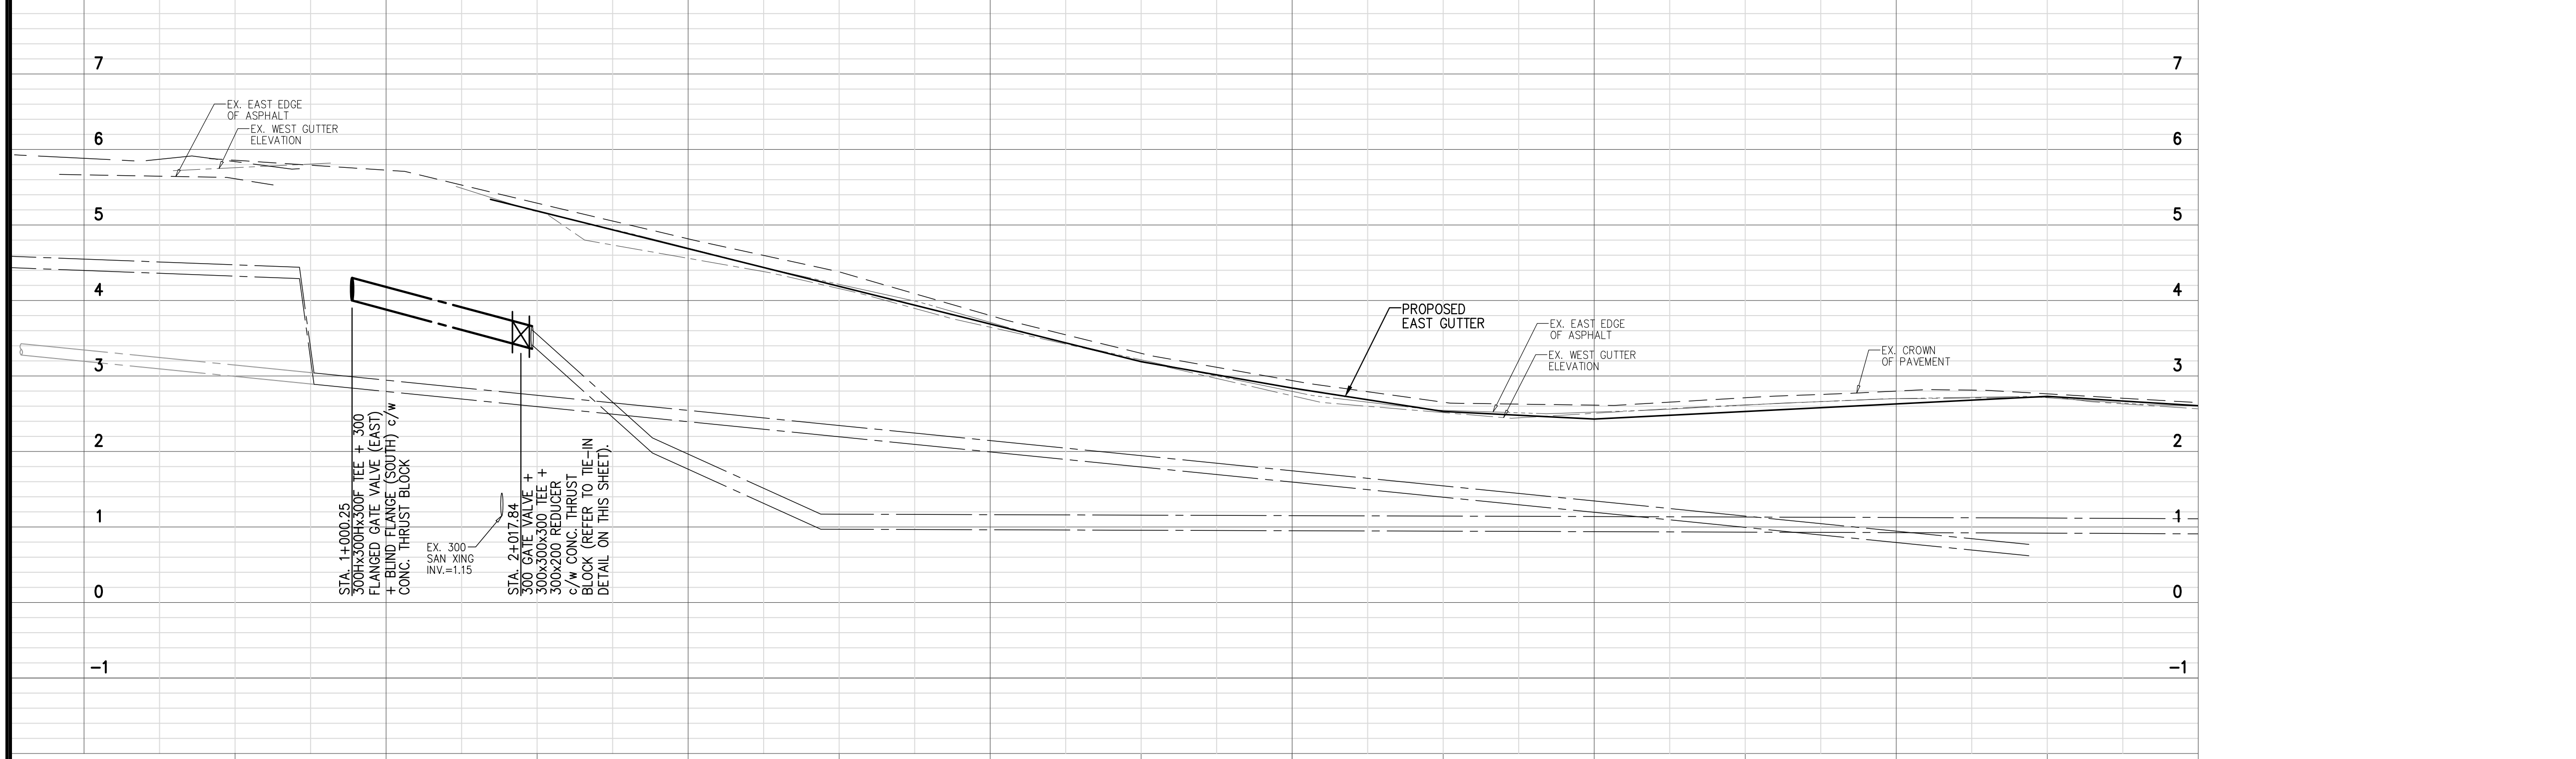 7
7
EX. EAST EDGE
OF ASPHALT
EX. WEST GUTTER
ELEVATION
6
6
5
5
4
4
PROPOSED
EAST GUTTER
EX. EAST EDGE
OF ASPHALT
EX. WEST GUTTER
ELEVATION
EX. CROWN
OF PAVEMENT
3
3
2
2
STA. 1+000.25
300Hx300Hx300F TEE + 300
FLANGED GATE VALVE (EAST)
+ BLIND FLANGE (SOUTH) c/w
CONC. THRUST BLOCK
EX. 300
SAN XING
INV.=1.15
STA. 2+017.84
300 GATE VALVE +
300x300x300 TEE +
300x200 REDUCER
c/w CONC. THRUST
BLOCK (REFER TO TIE-IN
DETAIL ON THIS SHEET).
1
1
0
0
-1
-1